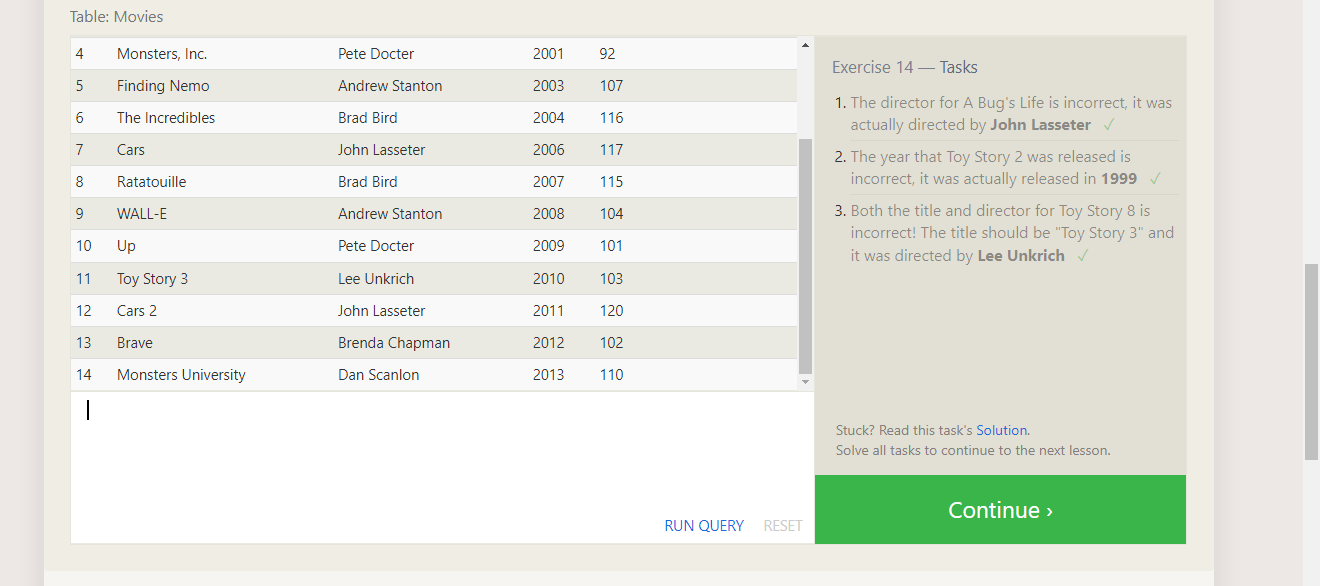 Table: Movies
4 Monsters, Inc. Pete Docter 2001 92
5 Finding Nemo Andrew Stanton 2003 107
6 The Incredibles Brad Bird 2004 116
7 Cars John Lasseter 2006 117
8 Ratatouille Brad Bird 2007 115
9 WALL-E Andrew Stanton 2008 104
10 Up Pete Docter 2009 101
11 Toy Story 3 Lee Unkrich 2010 103
12 Cars 2 John Lasseter 2011 120
13 Brave Brenda Chapman 2012 102
14 Monsters University Dan Scanlon 2013 110
RUN QUERY RESET
Exercise 14 — Tasks
1. The director for A Bug's Life is incorrect, it was
actually directed by John Lasseter ✓
2. The year that Toy Story 2 was released is
incorrect, it was actually released in 1999 ✓
3. Both the title and director for Toy Story 8 is
incorrect! The title should be "Toy Story 3" and
it was directed by Lee Unkrich ✓
Stuck? Read this task's Solution.
Solve all tasks to continue to the next lesson.
Continue ›